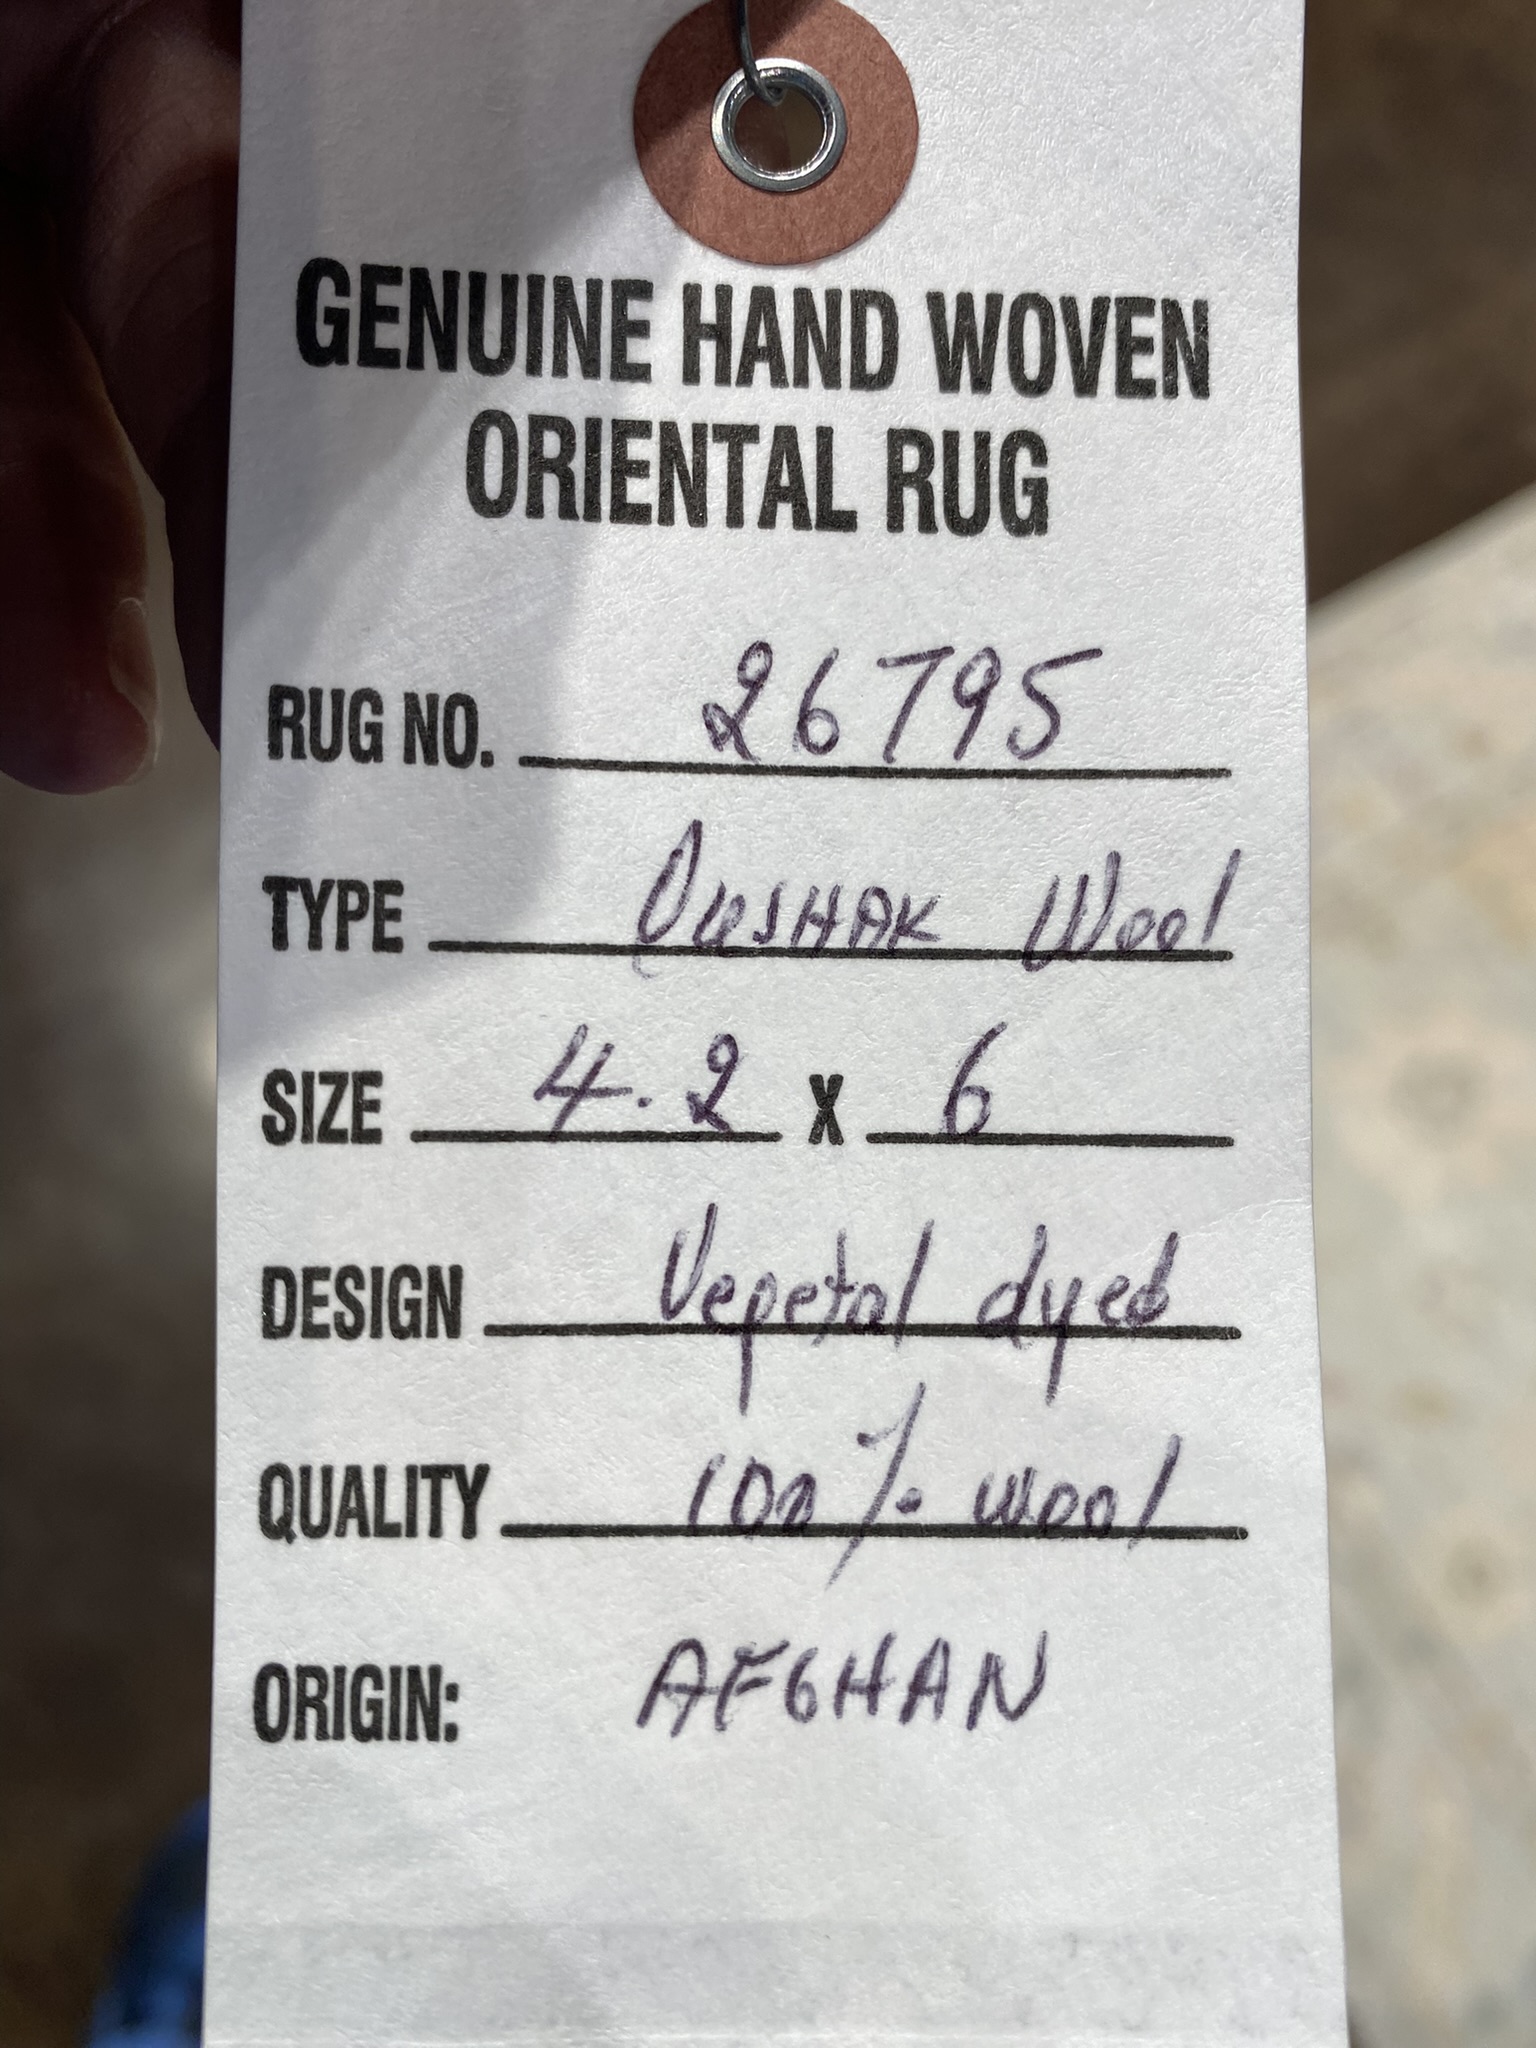 GENUINE HAND WOVEN
ORIENTAL RUG
RUG NO. 26795
TYPE OUSHAK Wool
SIZE 4.2 X 6
DESIGN Vegetal dyed
QUALITY 100% wool
ORIGIN: AFGHAN